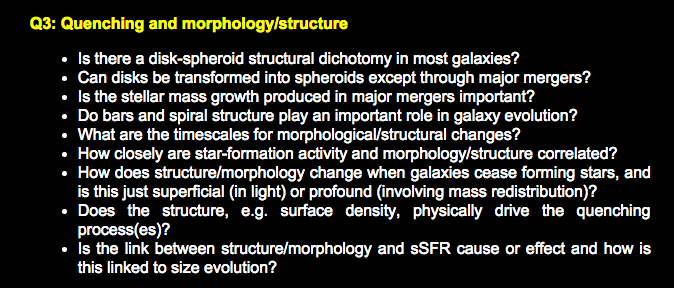 Q3: Quenching and morphology/structure
• Is there a disk-spheroid structural dichotomy in most galaxies?
• Can disks be transformed into spheroids except through major mergers?
• Is the stellar mass growth produced in major mergers important?
• Do bars and spiral structure play an important role in galaxy evolution?
• What are the timescales for morphological/structural changes?
• How closely are star-formation activity and morphology/structure correlated?
• How does structure/morphology change when galaxies cease forming stars, and
is this just superficial (in light) or profound (involving mass redistribution)?
• Does the structure, e.g. surface density, physically drive the quenching
process(es)?
• Is the link between structure/morphology and sSFR cause or effect and how is
this linked to size evolution?